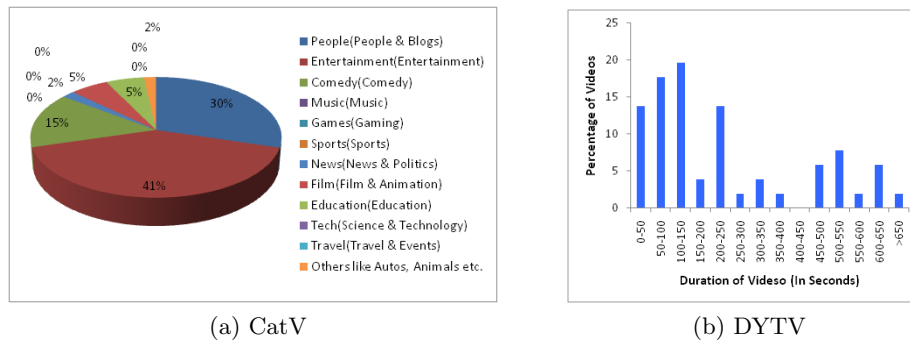 2%
0%
0%
0%
0%
0%
2%
5%
5%
30%
15%
41%
People(People & Blogs)
Entertainment(Entertainment)
Comedy(Comedy)
Music(Music)
Games(Gaming)
Sports(Sports)
News(News & Politics)
Film(Film & Animation)
Education(Education)
Tech(Science & Technology)
Travel(Travel & Events)
Others like Autos, Animals etc.
(a) CatV
Percentage of Videos
25
20
15
10
5
0
0-50
50-100
100-150
150-200
200-250
250-300
300-350
350-400
400-450
450-500
500-550
550-600
600-650
>650
Duration of Videso (In Seconds)
(b) DYTV